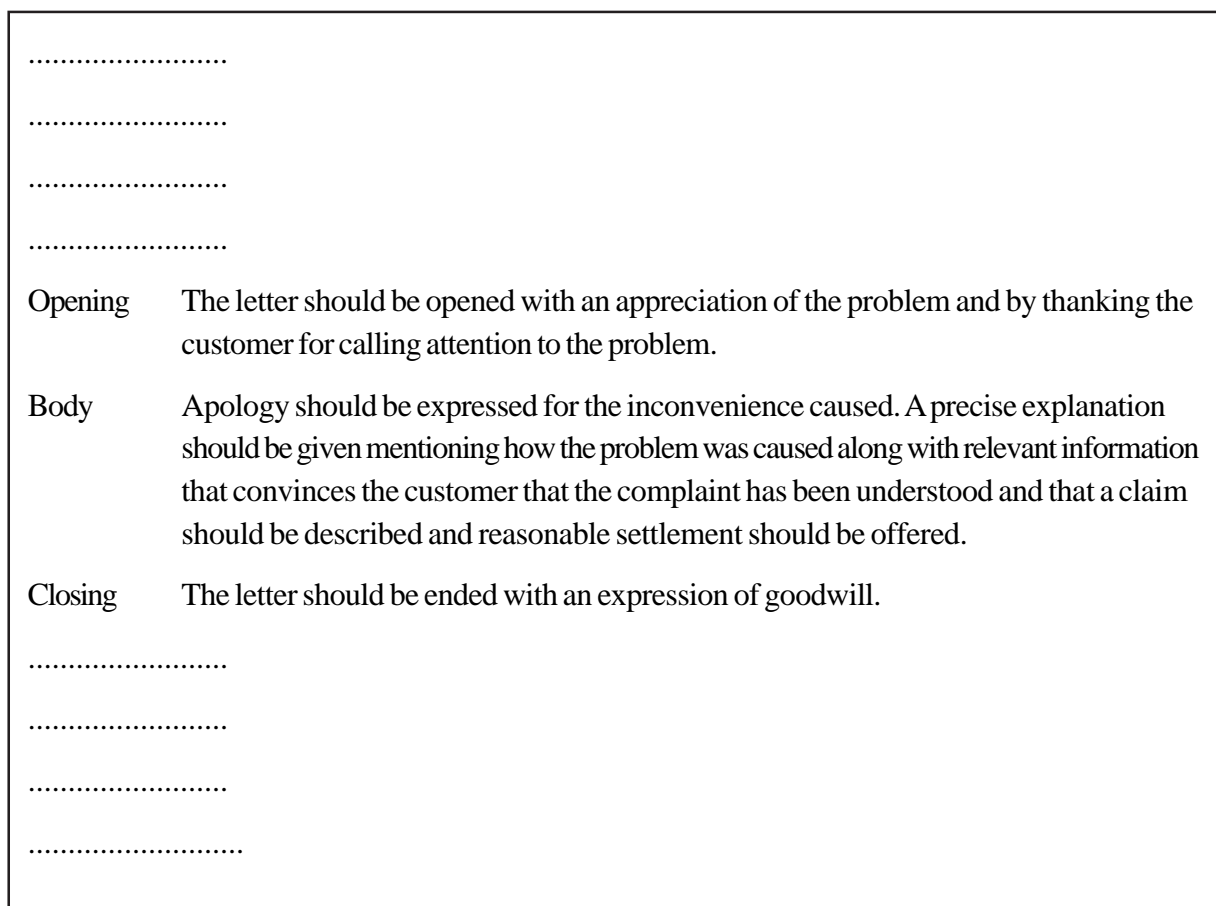 .........................
.........................
.........................
.........................
Opening The letter should be opened with an appreciation of the problem and by thanking the
customer for calling attention to the problem.
Body Apology should be expressed for the inconvenience caused. A precise explanation
should be given mentioning how the problem was caused along with relevant information
that convinces the customer that the complaint has been understood and that a claim
should be described and reasonable settlement should be offered.
Closing The letter should be ended with an expression of goodwill.
.........................
.........................
.........................
...........................